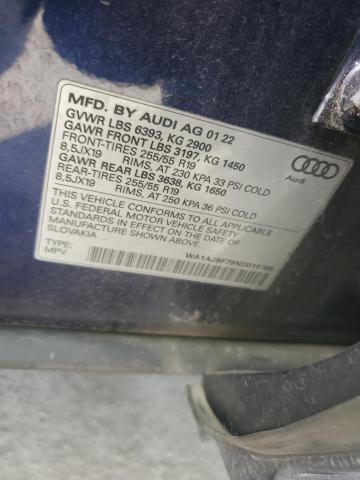 MFD. BY AUDI AG 01 22
GVWR LBS 6393, KG 2900
GAWR FRONT LBS 3197, KG 1450
FRONT-TIRES 255/55 R19
8,5JX19 RIMS, AT 230 KPA 33 PSI COLD
GAWR REAR LBS 3638, KG 1650
REAR-TIRES 255/55 R19
8,5JX19 RIMS, AT 250 KPA 36 PSI COLD
THIS VEHICLE CONFORMS TO ALL APPLICABLE
U.S. FEDERAL MOTOR VEHICLE SAFETY
STANDARDS IN EFFECT ON THE DATE OF
MANUFACTURE SHOWN ABOVE.
SLOVAKIA
TYPE:
MPV
Audi